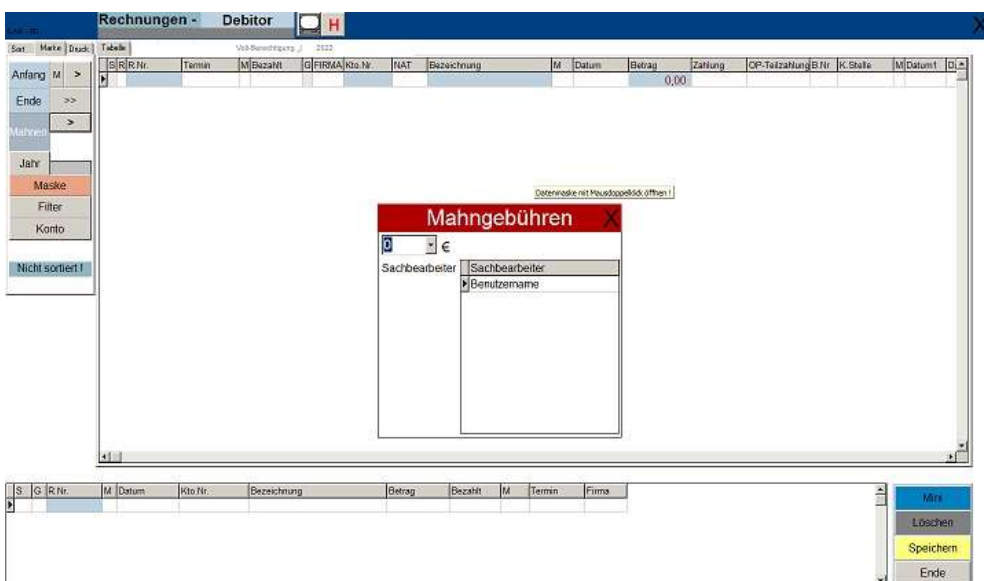 Rechnungen - Debitor H X
Sort Marke Druck Tabelle Voll-Berechtigung 2022
S R R.Nr. Termin M Bezahlt G FIRMA Kto.Nr. NAT Bezeichnung M Datum Betrag Zahlung OP-Teilzahlung B.Nr K.Stelle M Datum1
0,00
Anfang M >
Ende >>
Mahnen >
Jahr
Maske
Filter
Konto
Nicht sortiert !
Datenmaske mit Mausdoppelklick öffnen !
Mahngebühren X
0 €
Sachbearbeiter Sachbearbeiter
Benutzername
S G R.Nr. M Datum Kto.Nr. Bezeichnung Betrag Bezahlt M Termin Firma
Mini
Löschen
Speichern
Ende